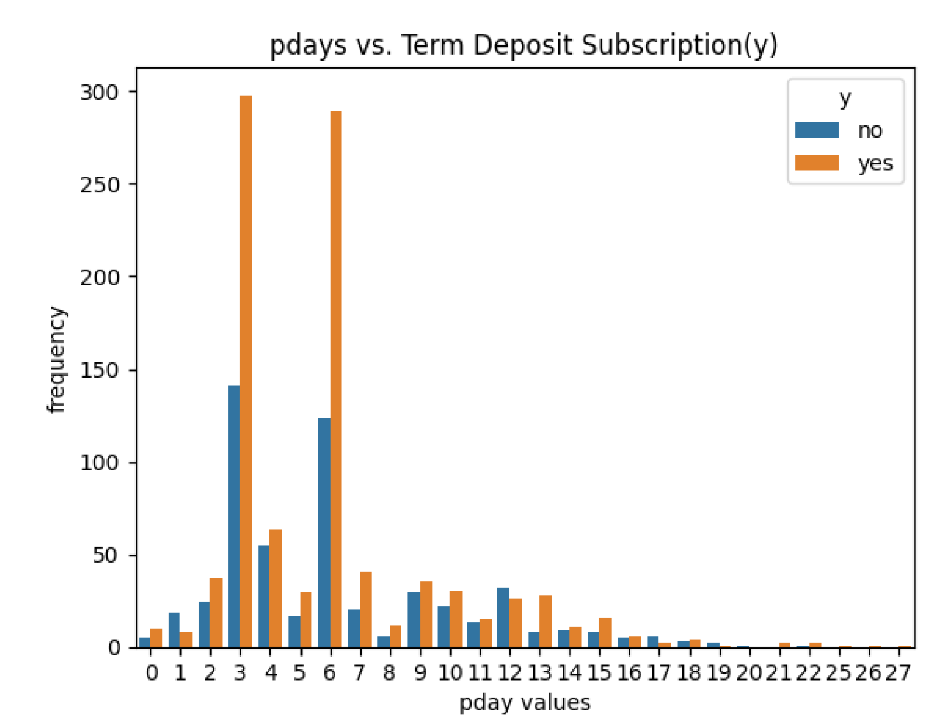 pdays vs. Term Deposit Subscription(y)
y
no
yes
300
250
200
150
100
50
0
frequency
0 1 2 3 4 5 6 7 8 9 10 11 12 13 14 15 16 17 18 19 20 21 22 25 26 27
pday values